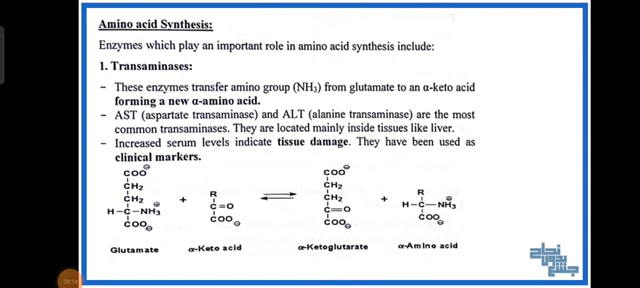 Amino acid Synthesis:
Enzymes which play an important role in amino acid synthesis include:
1. Transaminases:
– These enzymes transfer amino group (NH₃) from glutamate to an α-keto acid
forming a new α-amino acid.
– AST (aspartate transaminase) and ALT (alanine transaminase) are the most
common transaminases. They are located mainly inside tissues like liver.
– Increased serum levels indicate tissue damage. They have been used as
clinical markers.
COO⊖
CH₂
CH₂
H–C–NH₃⊕
COO⊖
+
R
C=O
COO⊖
⇌
COO⊖
CH₂
CH₂
C=O
COO⊖
+
R
H–C–NH₃⊕
COO⊖
Glutamate α-Keto acid α-Ketoglutarate α-Amino acid
نجاح
بدون
جشع